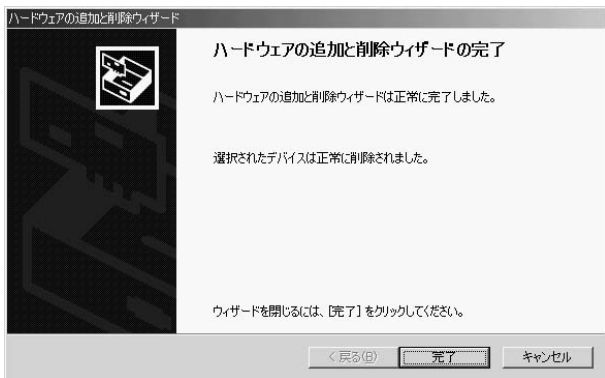 ハードウェアの追加と削除ウィザード
ハードウェアの追加と削除ウィザードの完了
ハードウェアの追加と削除ウィザードは正常に完了しました。
選択されたデバイスは正常に削除されました。
ウィザードを閉じるには、[完了] をクリックしてください。
< 戻る(B)
完了
キャンセル